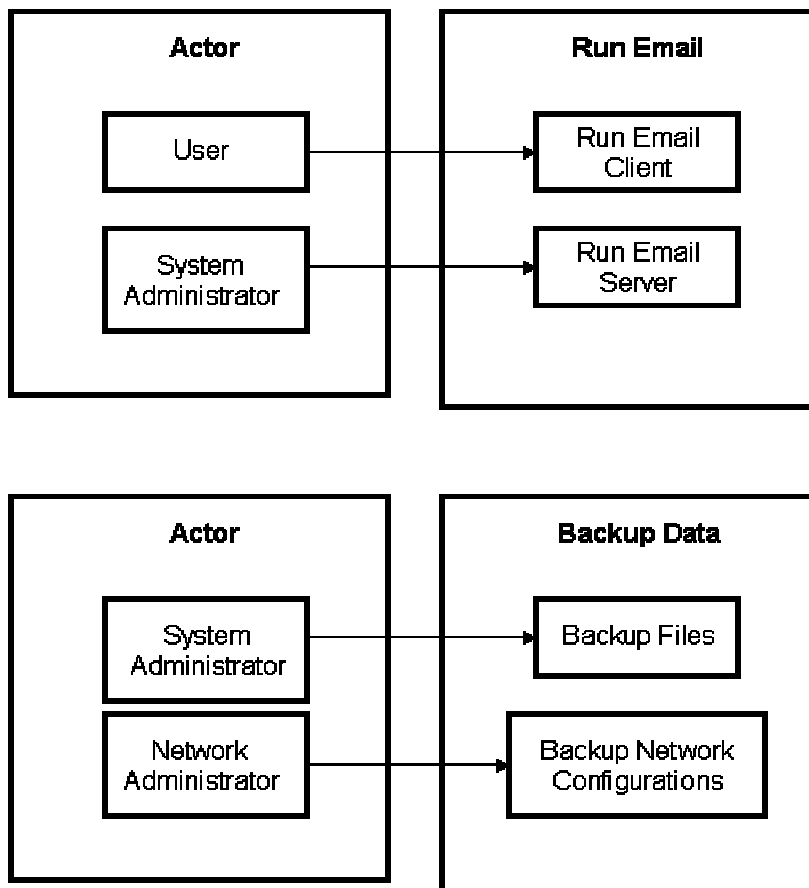 Actor
Run Email
User
Run Email
Client
System
Administrator
Run Email
Server
Actor
Backup Data
System
Administrator
Backup Files
Network
Administrator
Backup Network
Configurations